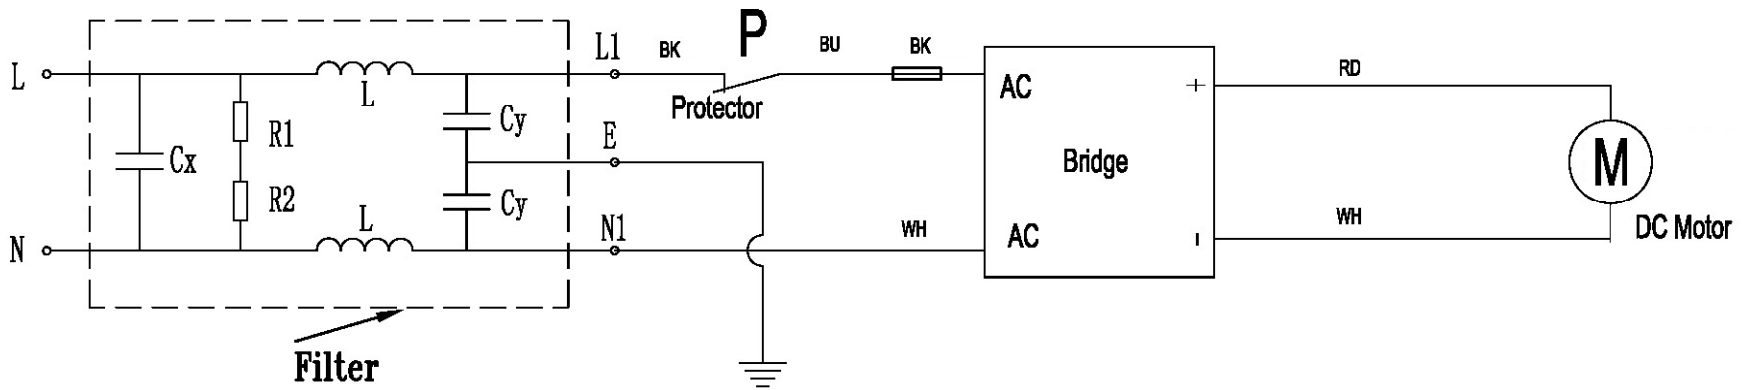 L
N
Cx
R1
R2
L
L
Cy
Cy
Filter
L1
E
N1
BK
P
Protector
BU
BK
WH
AC
AC
Bridge
+
-
RD
WH
M
DC Motor